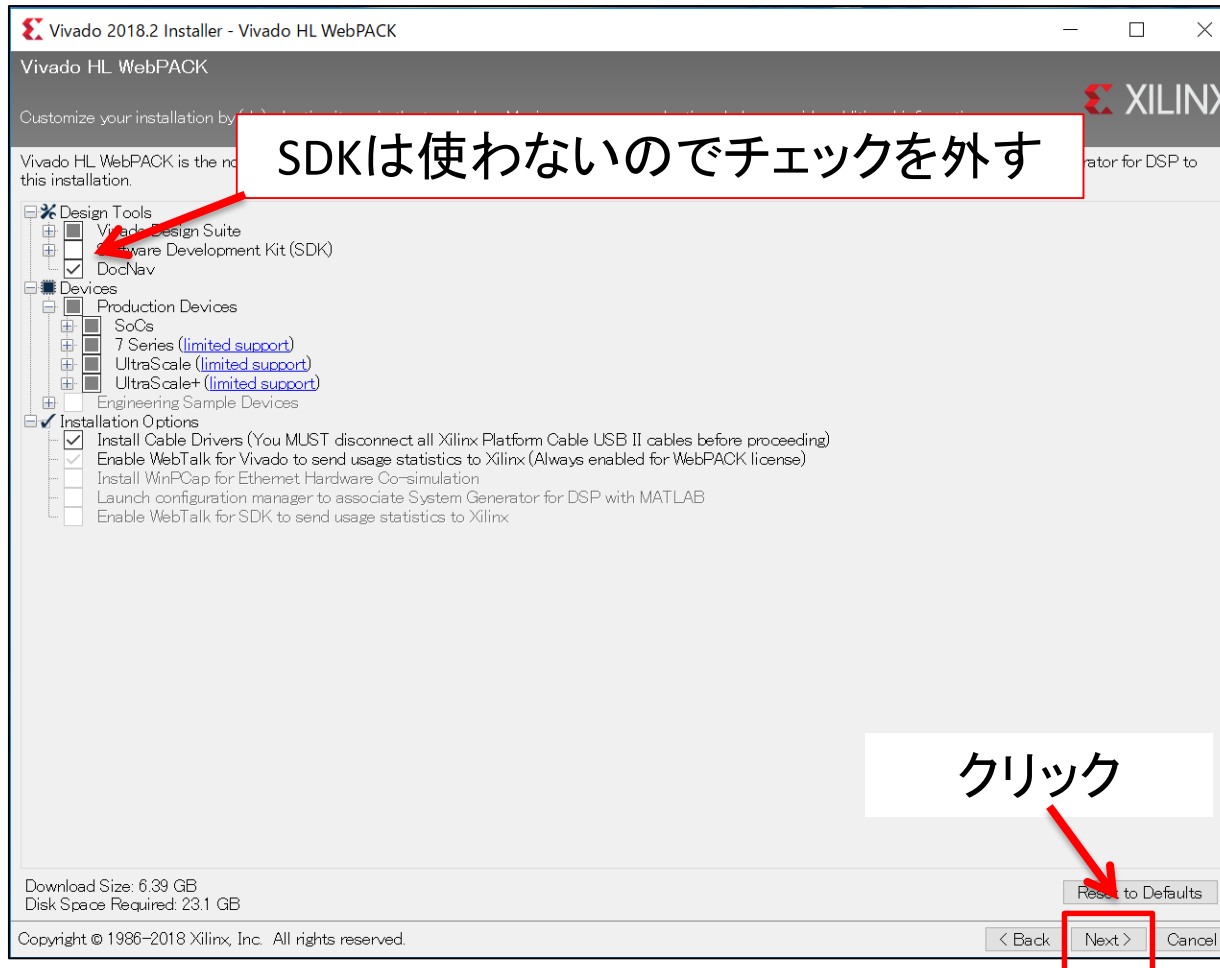 Vivado 2018.2 Installer - Vivado HL WebPACK
Vivado HL WebPACK
XILINX
Customize your installation by
SDKは使わないのでチェックを外す
Vivado HL WebPACK is the
rator for DSP to
this installation.
Design Tools
Vivado Design Suite
Software Development Kit (SDK)
DocNav
Devices
Production Devices
SoCs
7 Series (limited support)
UltraScale (limited support)
UltraScale+ (limited support)
Engineering Sample Devices
Installation Options
Install Cable Drivers (You MUST disconnect all Xilinx Platform Cable USB II cables before proceeding)
Enable WebTalk for Vivado to send usage statistics to Xilinx (Always enabled for WebPACK license)
Install WinPCap for Ethernet Hardware Co-simulation
Launch configuration manager to associate System Generator for DSP with MATLAB
Enable WebTalk for SDK to send usage statistics to Xilinx
クリック
Download Size: 6.39 GB
Disk Space Required: 23.1 GB
Reset to Defaults
Copyright © 1986-2018 Xilinx, Inc. All rights reserved.
< Back
Next >
Cancel